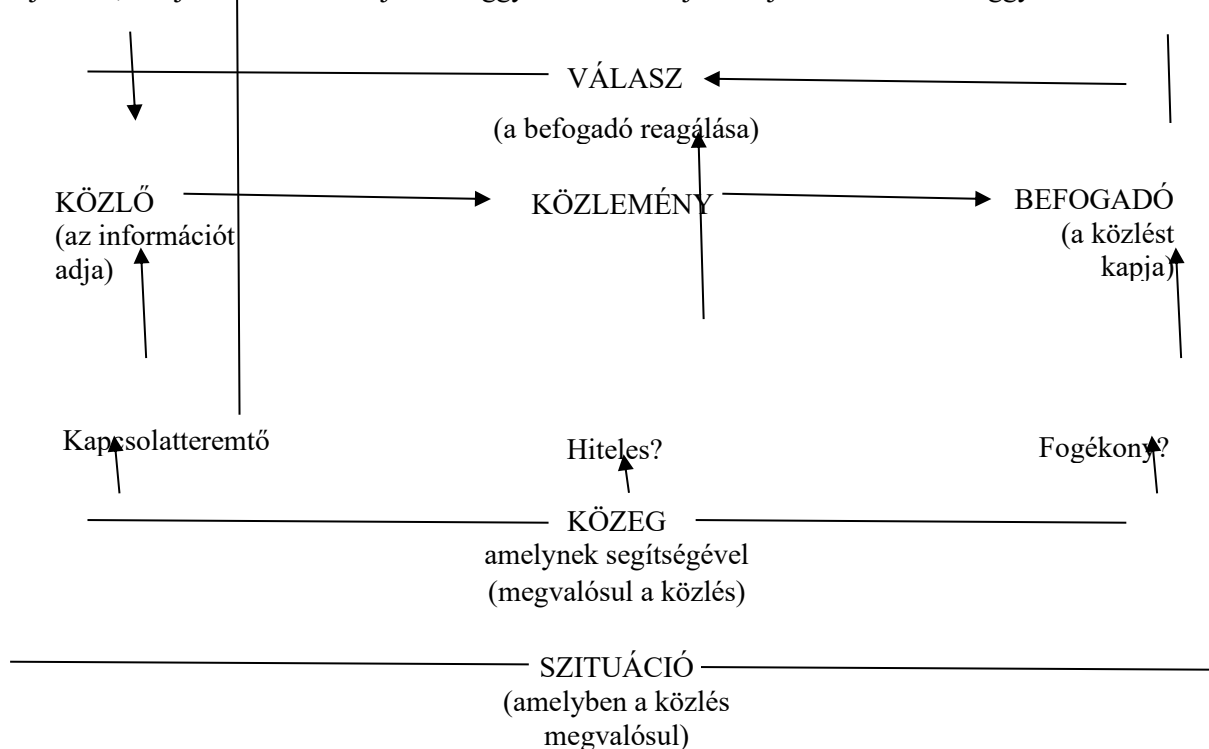 VÁLASZ
(a befogadó reagálása)
KÖZLŐ
(az információt
adja)
KÖZLEMÉNY
BEFOGADÓ
(a közlést
kapja)
Kapcsolatteremtő
Hiteles?
Fogékony?
KÖZEG
amelynek segítségével
(megvalósul a közlés)
SZITUÁCIÓ
(amelyben a közlés
megvalósul)